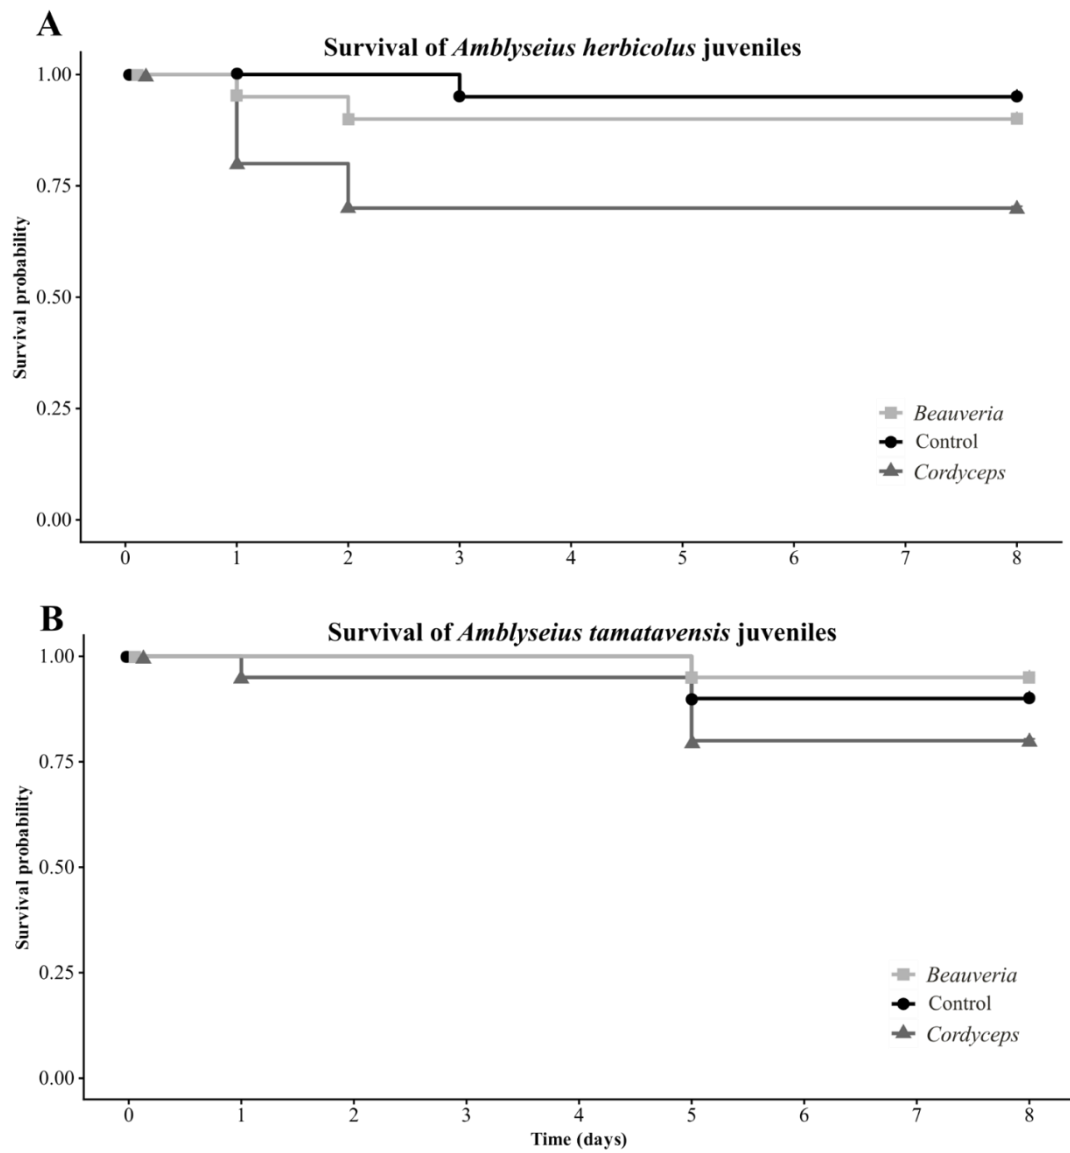 A
Survival of Amblyseius herbicolus juveniles
1.00
0.75
0.50
0.25
0.00
Survival probability
Beauveria
Control
Cordyceps
0 1 2 3 4 5 6 7 8
B
Survival of Amblyseius tamatavensis juveniles
1.00
0.75
0.50
0.25
0.00
Survival probability
Beauveria
Control
Cordyceps
0 1 2 3 4 5 6 7 8
Time (days)